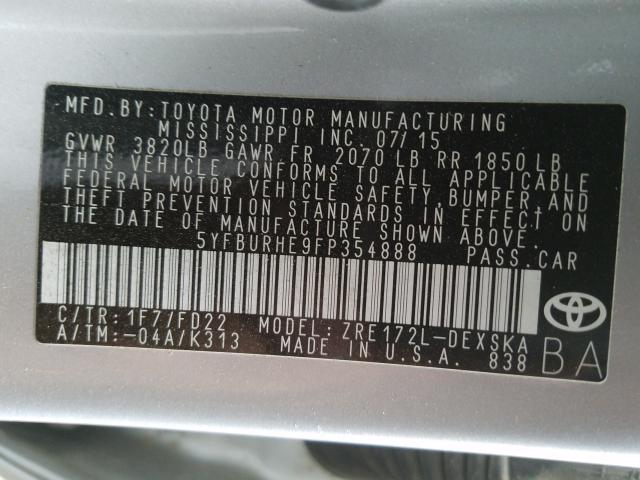 MFD. BY: TOYOTA MOTOR MANUFACTURING
MISSISSIPPI INC. 07/15
GVWR 3820LB GAWR FR 2070 LB RR 1850 LB
THIS VEHICLE CONFORMS TO ALL APPLICABLE
FEDERAL MOTOR VEHICLE SAFETY, BUMPER, AND
THEFT PREVENTION STANDARDS IN EFFECT ON
THE DATE OF MANUFACTURE SHOWN ABOVE.
5YFBURHE9FP354888 PASS. CAR
C/TR: 1F77/FD22 MODEL: ZRE172L-DEXSKA
A/TM: -04A/K313 MADE IN U.S.A. 838
BA